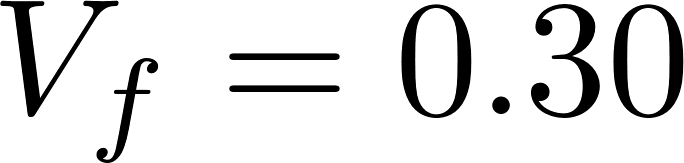 V_f = 0.30